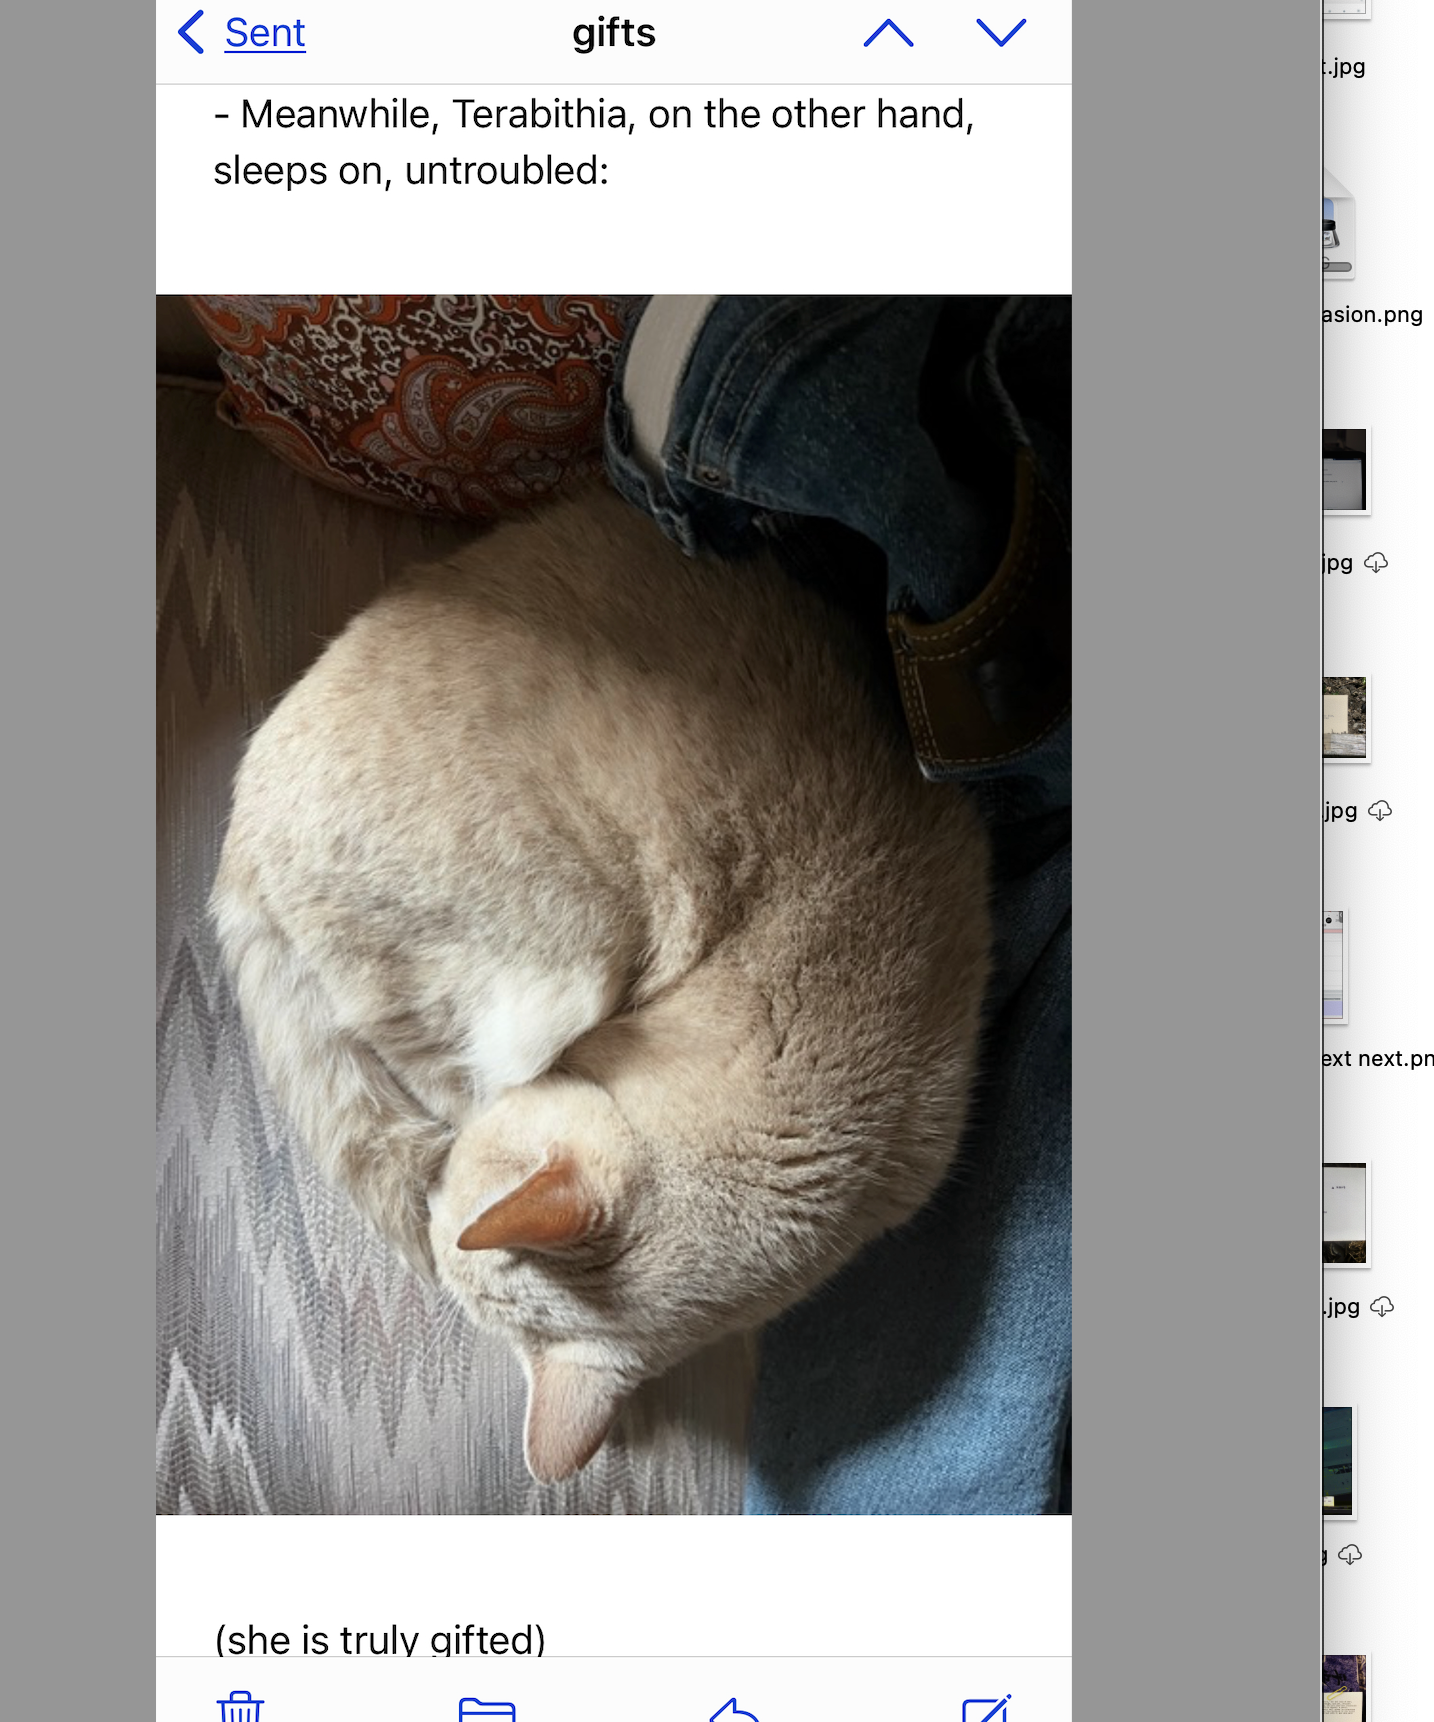 Sent
gifts
- Meanwhile, Terabithia, on the other hand,
sleeps on, untroubled:
(she is truly gifted)
.jpg
asion.png
jpg
.jpg
ext next.pn
.jpg